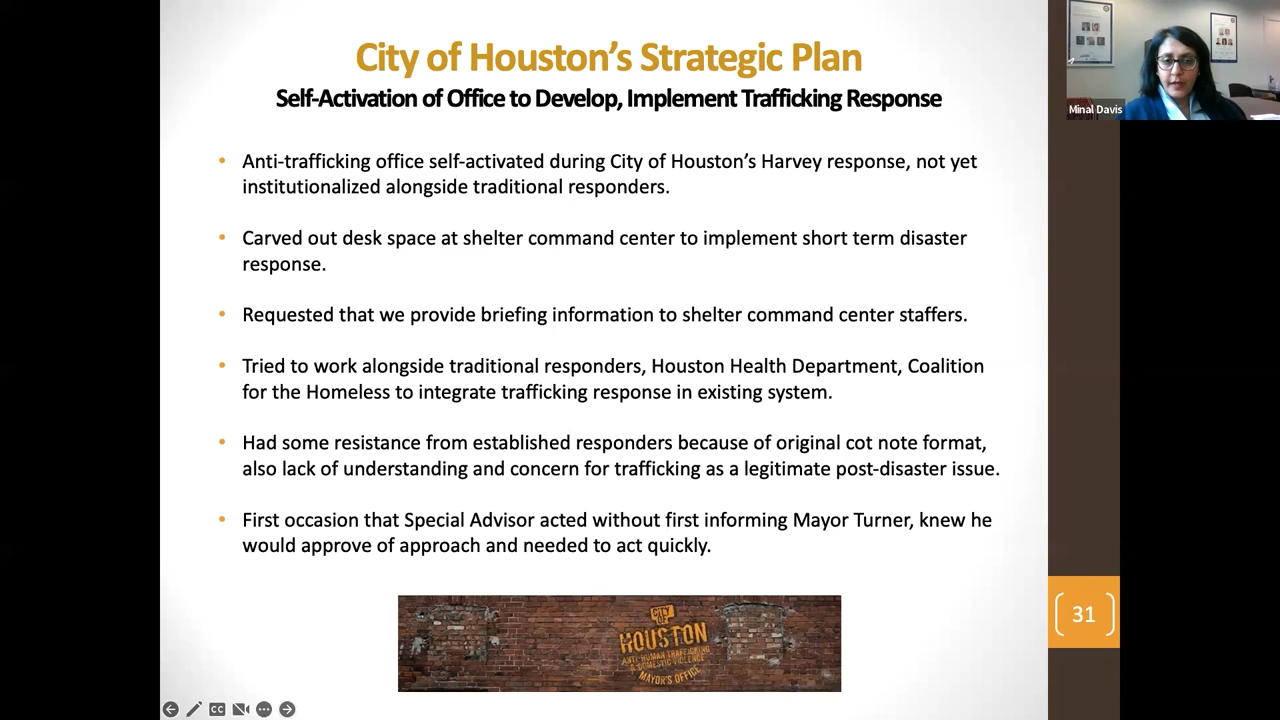 City of Houston's Strategic Plan
Self-Activation of Office to Develop, Implement Trafficking Response
Minal Davis
• Anti-trafficking office self-activated during City of Houston's Harvey response, not yet
institutionalized alongside traditional responders.
• Carved out desk space at shelter command center to implement short term disaster
response.
• Requested that we provide briefing information to shelter command center staffers.
• Tried to work alongside traditional responders, Houston Health Department, Coalition
for the Homeless to integrate trafficking response in existing system.
• Had some resistance from established responders because of original cot note format,
also lack of understanding and concern for trafficking as a legitimate post-disaster issue.
• First occasion that Special Advisor acted without first informing Mayor Turner, knew he
would approve of approach and needed to act quickly.
CITY
OF
HOUSTON
ANTI-HUMAN TRAFFICKING
& DOMESTIC VIOLENCE
MAYOR'S OFFICE
31
CC